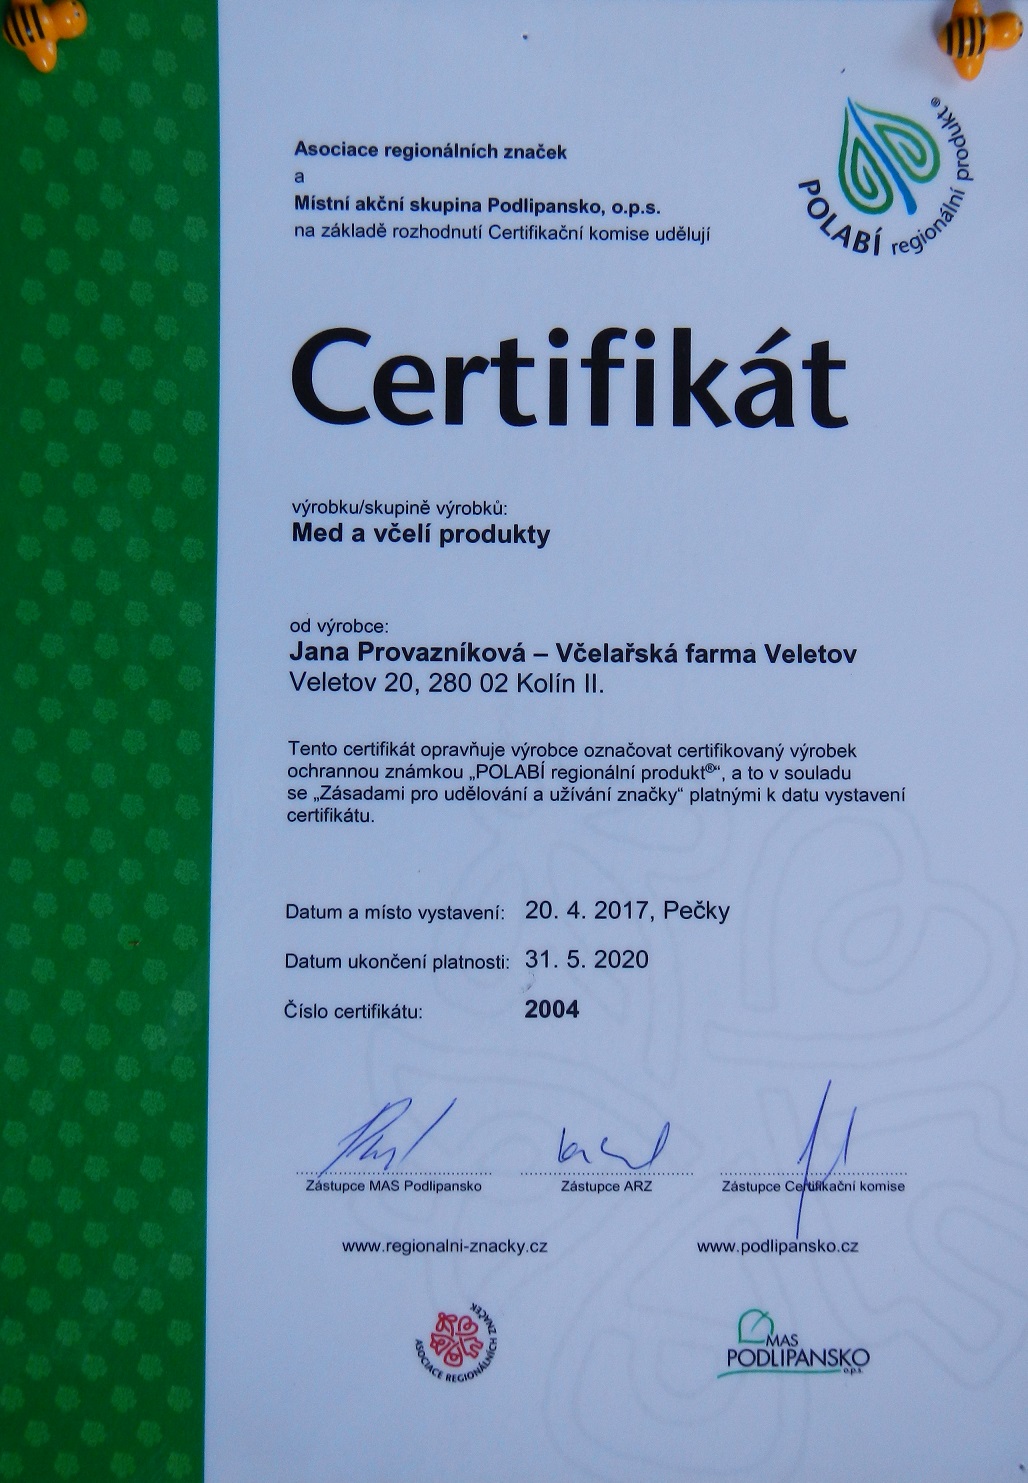 Asociace regionálních značek
a
Místní akční skupina Podlipansko, o.p.s.
na základě rozhodnutí Certifikační komise udělují
POLABÍ regionální produkt®
Certifikát
výrobku/skupině výrobků:
Med a včelí produkty
od výrobce:
Jana Provazníková – Včelařská farma Veletov
Veletov 20, 280 02 Kolín II.
Tento certifikát opravňuje výrobce označovat certifikovaný výrobek
ochrannou známkou „POLABÍ regionální produkt®“, a to v souladu
se „Zásadami pro udělování a užívání značky“ platnými k datu vystavení
certifikátu.
Datum a místo vystavení: 20. 4. 2017, Pečky
Datum ukončení platnosti: 31. 5. 2020
Číslo certifikátu: 2004
Zástupce MAS Podlipansko Zástupce ARZ Zástupce Certifikační komise
www.regionalni-znacky.cz www.podlipansko.cz
ASOCIACE REGIONÁLNÍCH ZNAČEK
MAS
PODLIPANSKO
o.p.s.